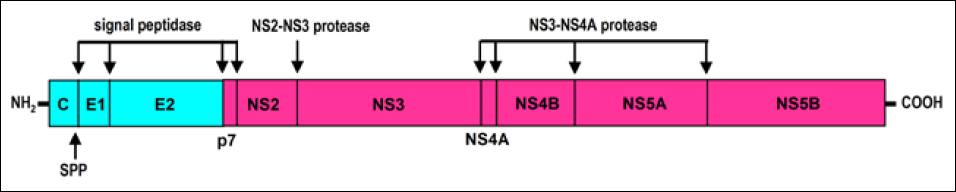 signal peptidase NS2-NS3 protease NS3-NS4A protease
NH2 C E1 E2 NS2 NS3 NS4B NS5A NS5B COOH
p7 NS4A
SPP